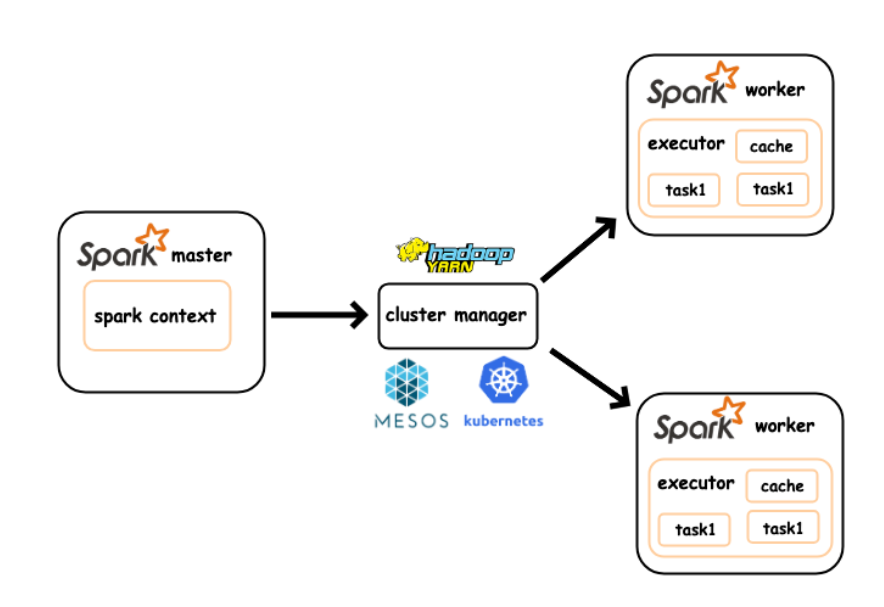 Spark worker
executor
cache
task1
task1
Spark master
spark context
hadoop
YARN
cluster manager
MESOS
kubernetes
Spark worker
executor
cache
task1
task1